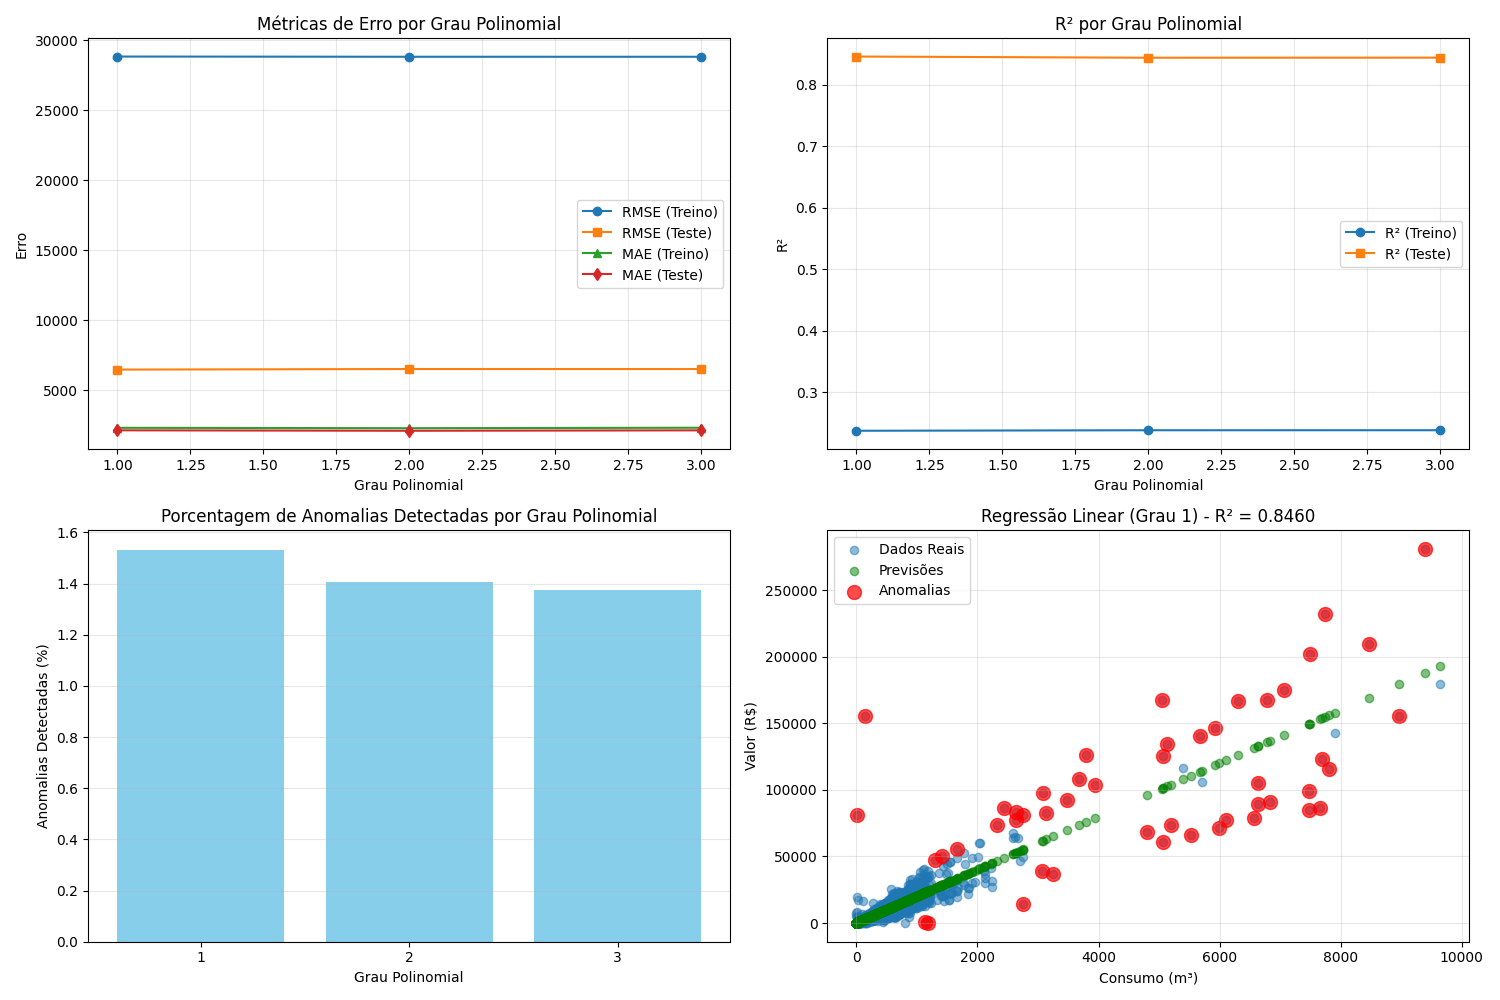 Métricas de Erro por Grau Polinomial
30000
25000
20000
15000
10000
5000
Erro
RMSE (Treino)
RMSE (Teste)
MAE (Treino)
MAE (Teste)
1.00 1.25 1.50 1.75 2.00 2.25 2.50 2.75 3.00
Grau Polinomial
R² por Grau Polinomial
0.8
0.7
0.6
0.5
0.4
0.3
R²
R² (Treino)
R² (Teste)
1.00 1.25 1.50 1.75 2.00 2.25 2.50 2.75 3.00
Grau Polinomial
Porcentagem de Anomalias Detectadas por Grau Polinomial
1.6
1.4
1.2
1.0
0.8
0.6
0.4
0.2
0.0
Anomalias Detectadas (%)
1 2 3
Grau Polinomial
Regressão Linear (Grau 1) - R² = 0.8460
Dados Reais
Previsões
Anomalias
250000
200000
150000
100000
50000
0
Valor (R$)
0 2000 4000 6000 8000 10000
Consumo (m³)